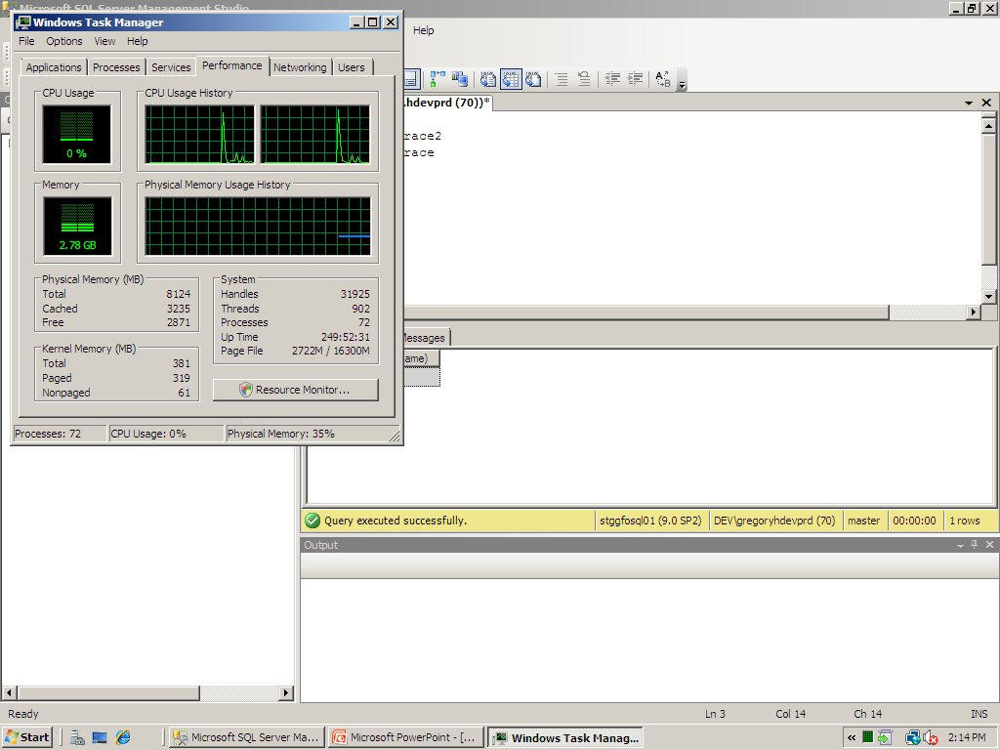 Microsoft SQL Server Management Studio
Windows Task Manager
File Options View Help
Help
Applications Processes Services Performance Networking Users
CPU Usage
0 %
CPU Usage History
Memory
2.78 GB
Physical Memory Usage History
Physical Memory (MB)
Total 8124
Cached 3235
Free 2871
Kernel Memory (MB)
Total 381
Paged 319
Nonpaged 61
System
Handles 31925
Threads 902
Processes 72
Up Time 249:52:31
Page File 2722M / 16300M
Resource Monitor...
Processes: 72 CPU Usage: 0% Physical Memory: 35%
.hdevprd (70))*
race2
race
Messages
ame)
Query executed successfully. stggfosql01 (9.0 SP2) DEV\gregoryhdevprd (70) master 00:00:00 1 rows
Output
Ready Ln 3 Col 14 Ch 14 INS
Start Microsoft SQL Server Ma... Microsoft PowerPoint - [... Windows Task Manag... « 2:14 PM